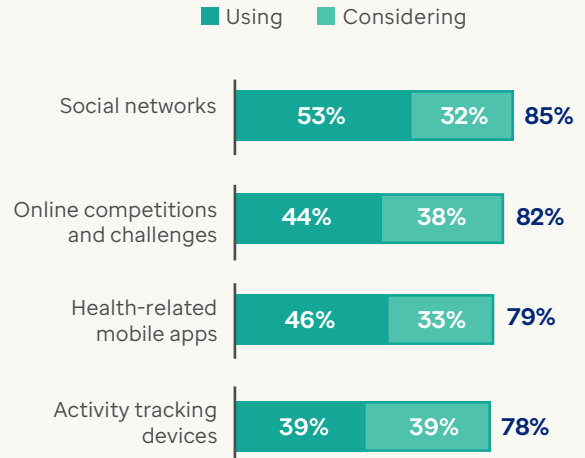 Using Considering
Social networks 53% 32% 85%
Online competitions
and challenges 44% 38% 82%
Health-related
mobile apps 46% 33% 79%
Activity tracking
devices 39% 39% 78%